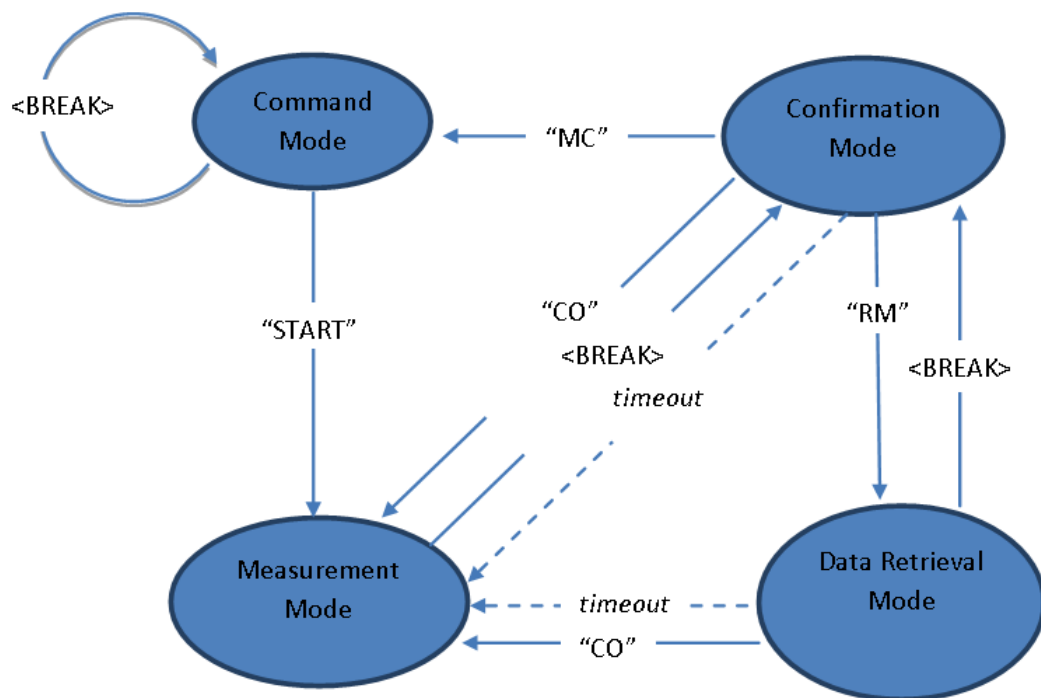 <BREAK>
Command
Mode
“MC”
Confirmation
Mode
“START”
“CO”
<BREAK>
timeout
“RM”
<BREAK>
Measurement
Mode
timeout
“CO”
Data Retrieval
Mode